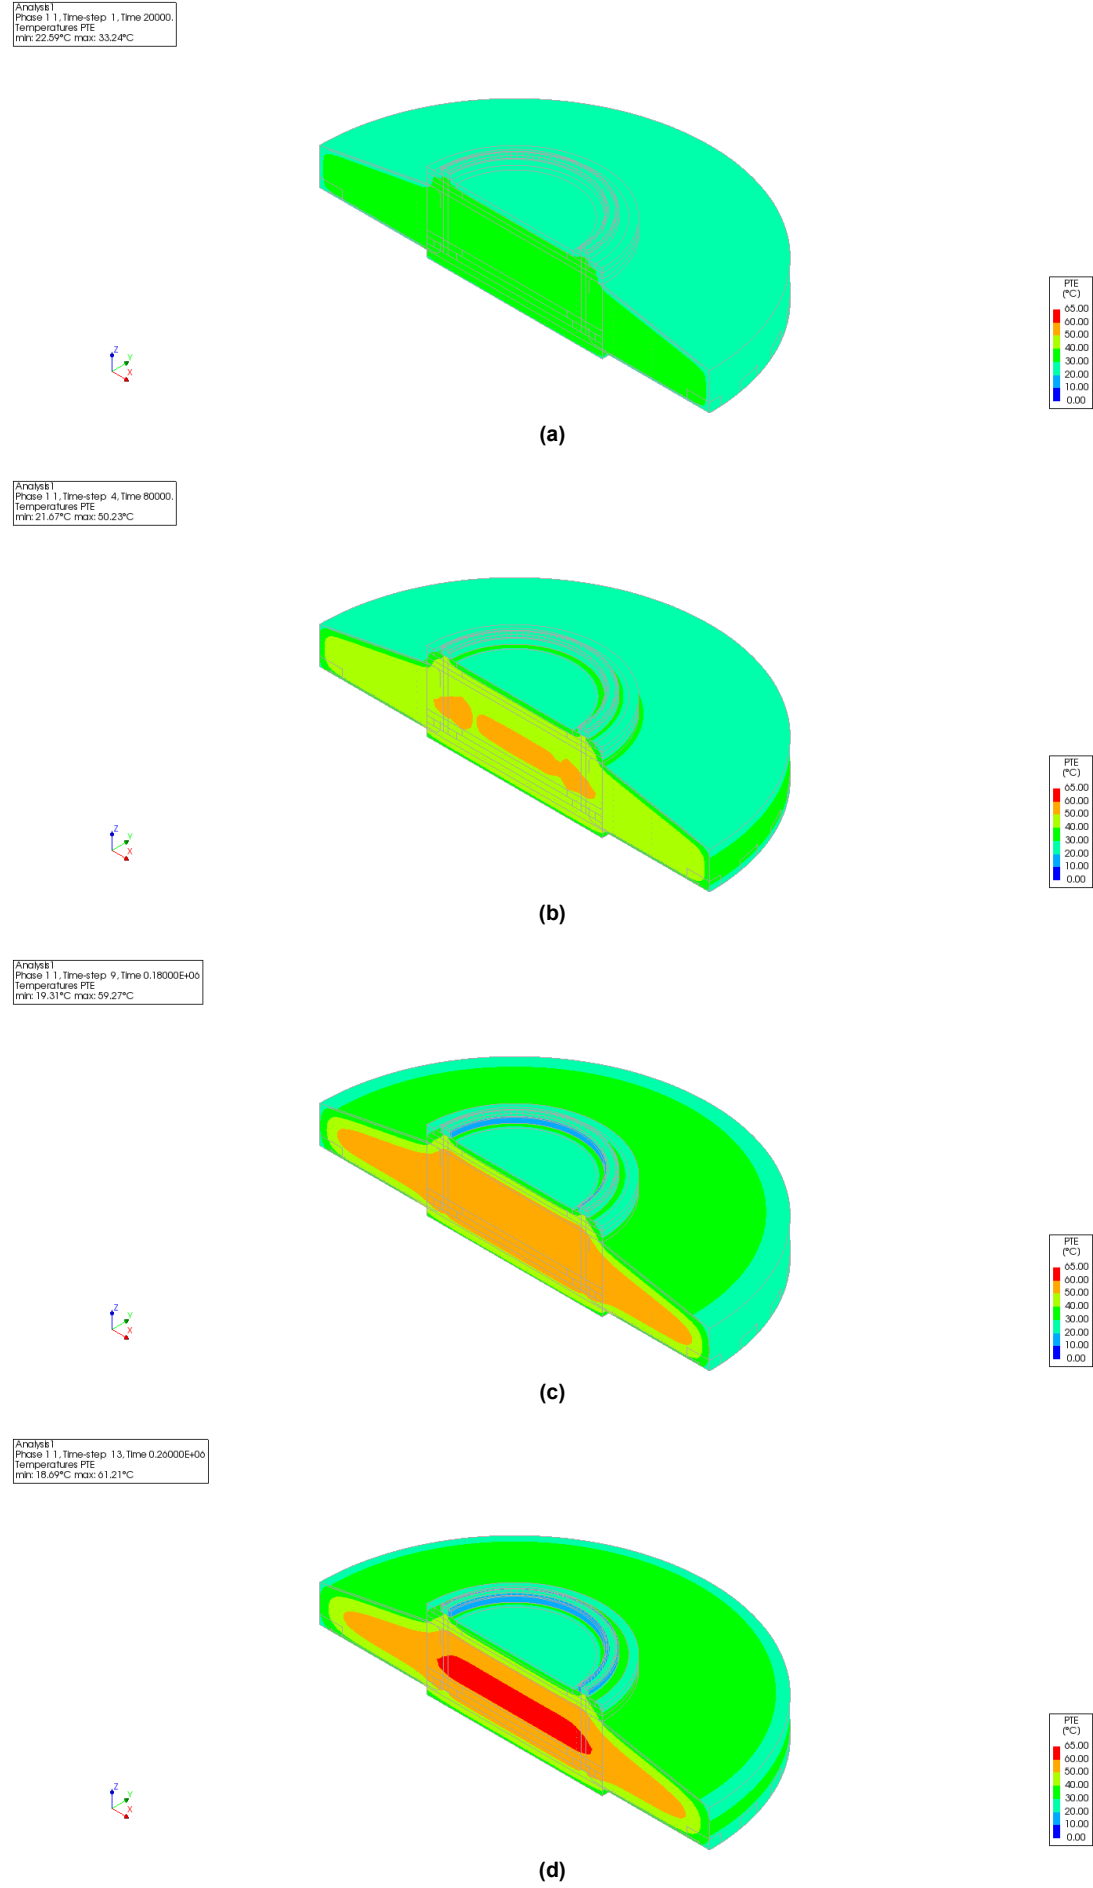 Analysis1
Phase 1 1, Time-step 1, Time 20000.
Temperatures PTE
min: 22.59°C max: 33.24°C
PTE
(°C)
65.00
60.00
50.00
40.00
30.00
20.00
10.00
0.00
Z
Y
X
(a)
Analysis1
Phase 1 1, Time-step 4, Time 80000.
Temperatures PTE
min: 21.67°C max: 50.23°C
PTE
(°C)
65.00
60.00
50.00
40.00
30.00
20.00
10.00
0.00
Z
Y
X
(b)
Analysis1
Phase 1 1, Time-step 9, Time 0.18000E+06
Temperatures PTE
min: 19.31°C max: 59.27°C
PTE
(°C)
65.00
60.00
50.00
40.00
30.00
20.00
10.00
0.00
Z
Y
X
(c)
Analysis1
Phase 1 1, Time-step 13, Time 0.26000E+06
Temperatures PTE
min: 18.69°C max: 61.21°C
PTE
(°C)
65.00
60.00
50.00
40.00
30.00
20.00
10.00
0.00
Z
Y
X
(d)